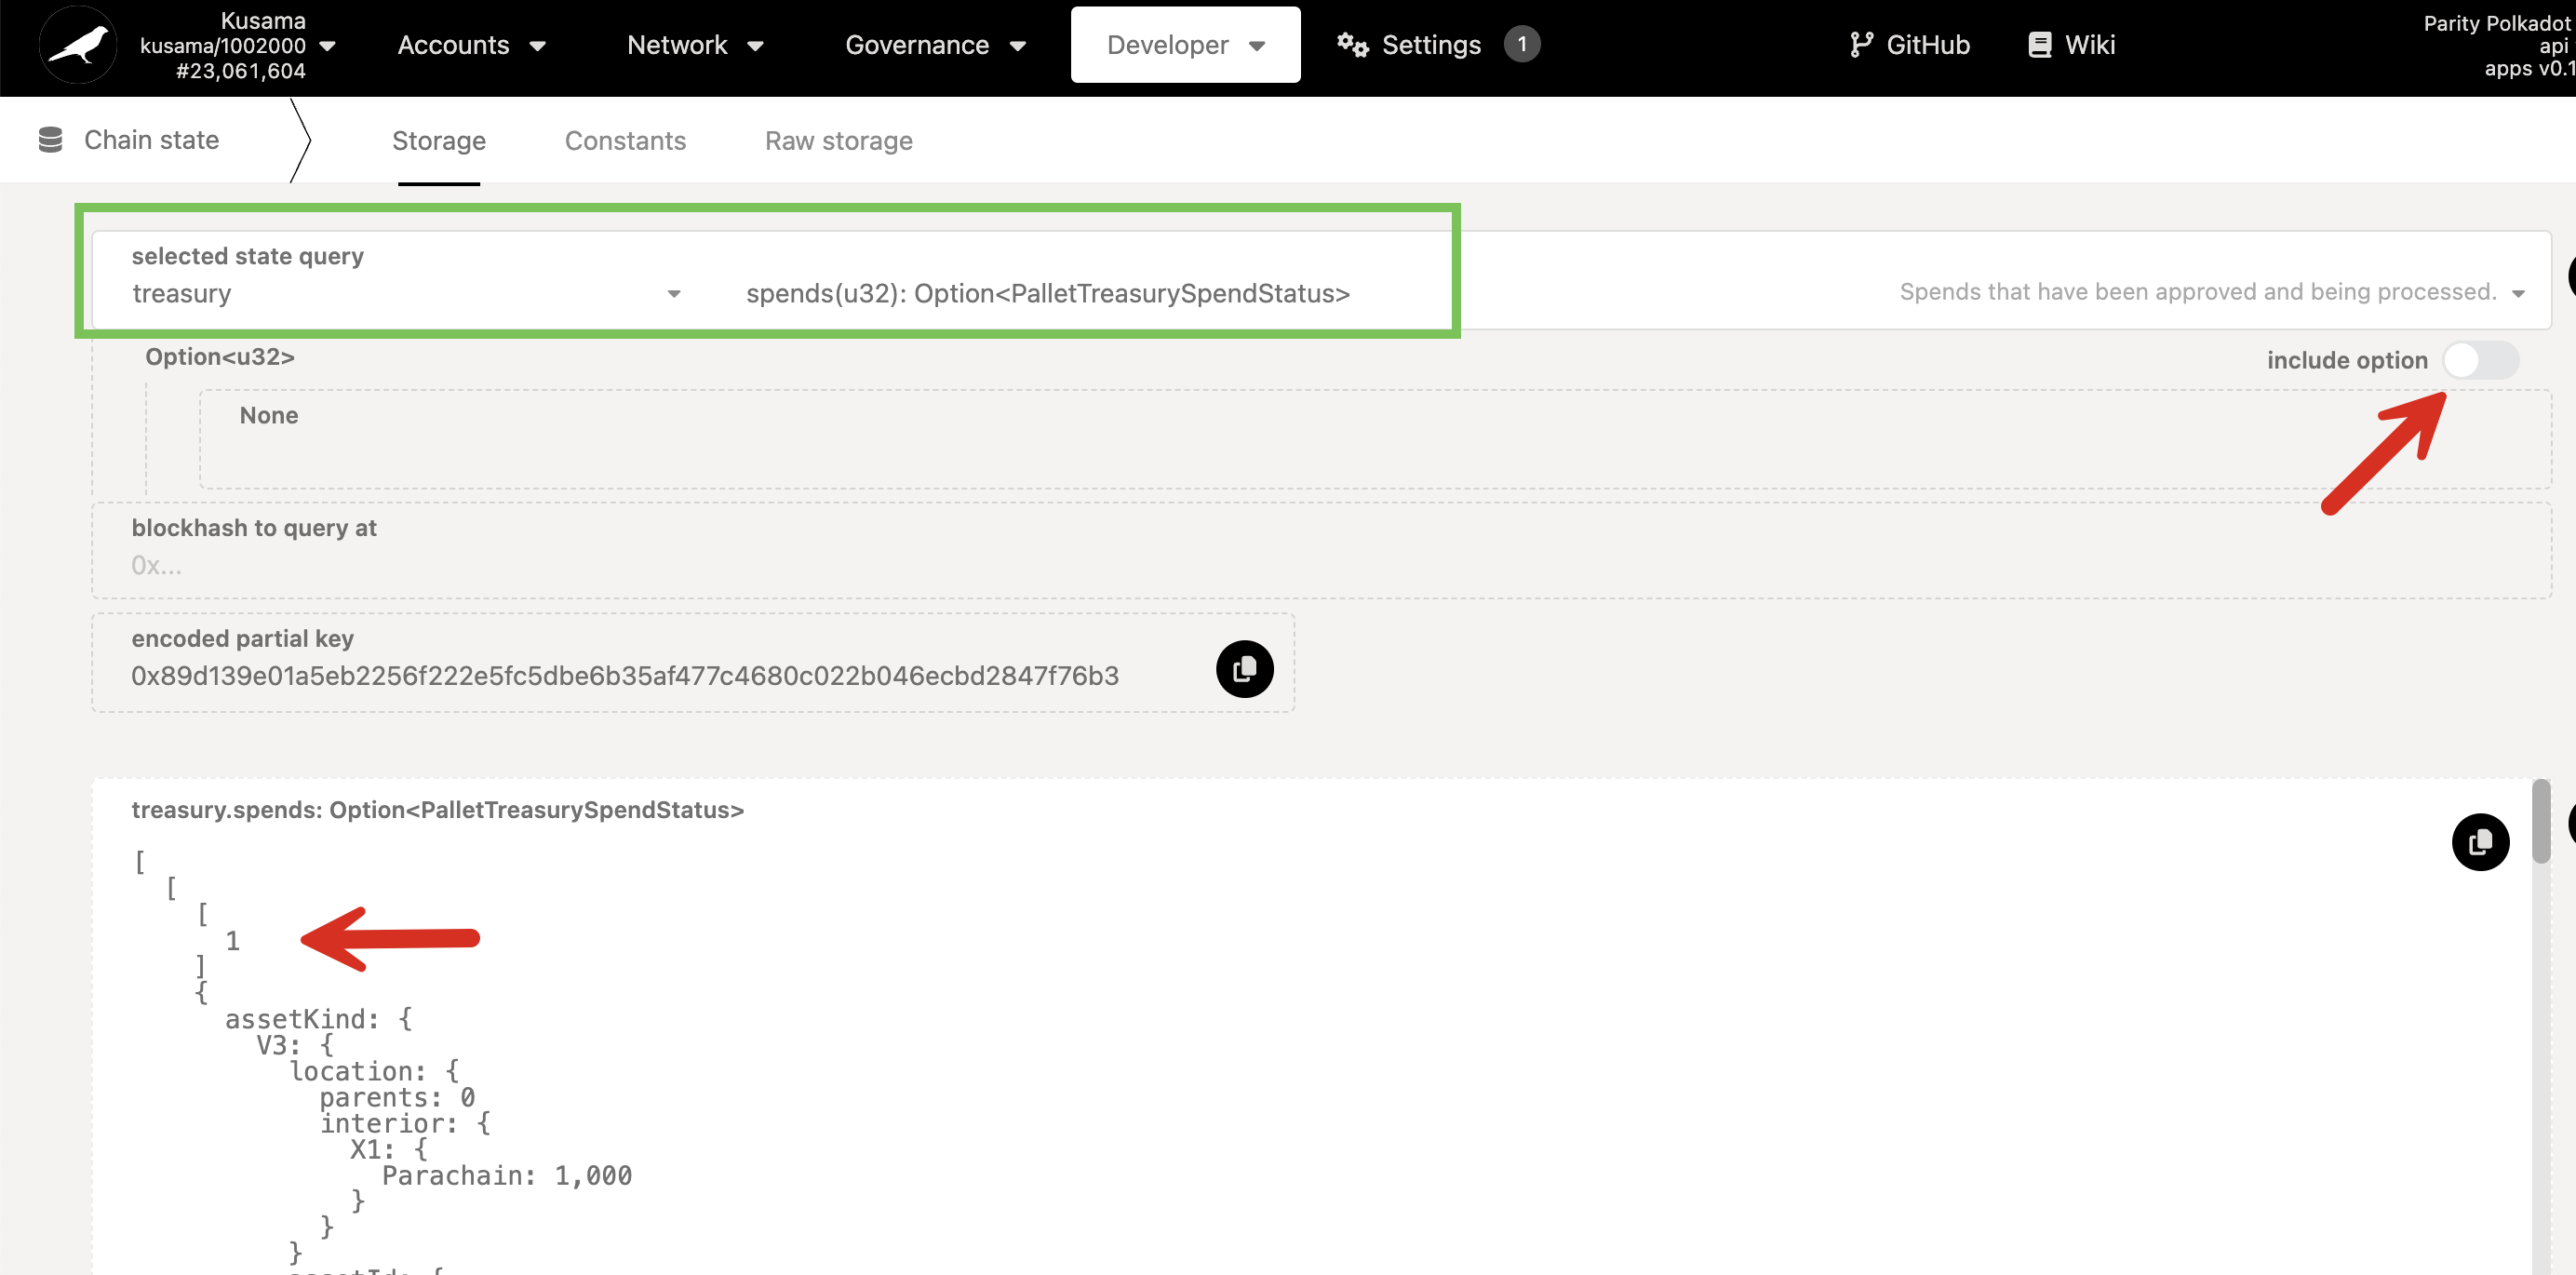 Kusama
kusama/1002000
#23,061,604
Accounts
Network
Governance
Developer
Settings
1
GitHub
Wiki
Parity Polkadot
api
apps v0.1
Chain state
Storage
Constants
Raw storage
selected state query
treasury
spends(u32): Option<PalletTreasurySpendStatus>
Spends that have been approved and being processed.
Option<u32>
include option
None
blockhash to query at
0x...
encoded partial key
0x89d139e01a5eb2256f222e5fc5dbe6b35af477c4680c022b046ecbd2847f76b3
treasury.spends: Option<PalletTreasurySpendStatus>
[
[
[
1
]
{
assetKind: {
V3: {
location: {
parents: 0
interior: {
X1: {
Parachain: 1,000
}
}
}